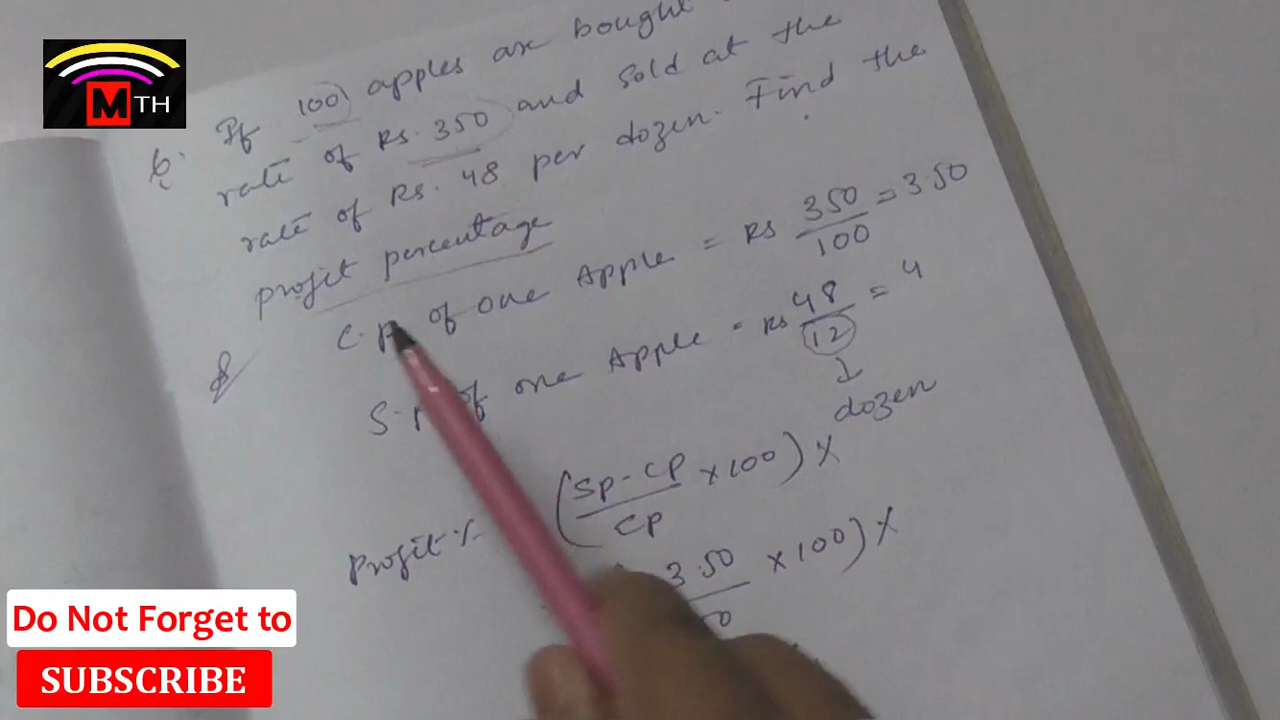 MTH
6. If 100 apples are bought
rate of Rs. 350 and sold at the
rate of Rs. 48 per dozen. Find the
profit percentage
C.P of one Apple = Rs 350/100 = 3.50
S.P of one Apple = Rs 48/12 = 4
dozen
Profit % (SP-CP/CP × 100) %
3.50 × 100) %
50
Do Not Forget to
SUBSCRIBE